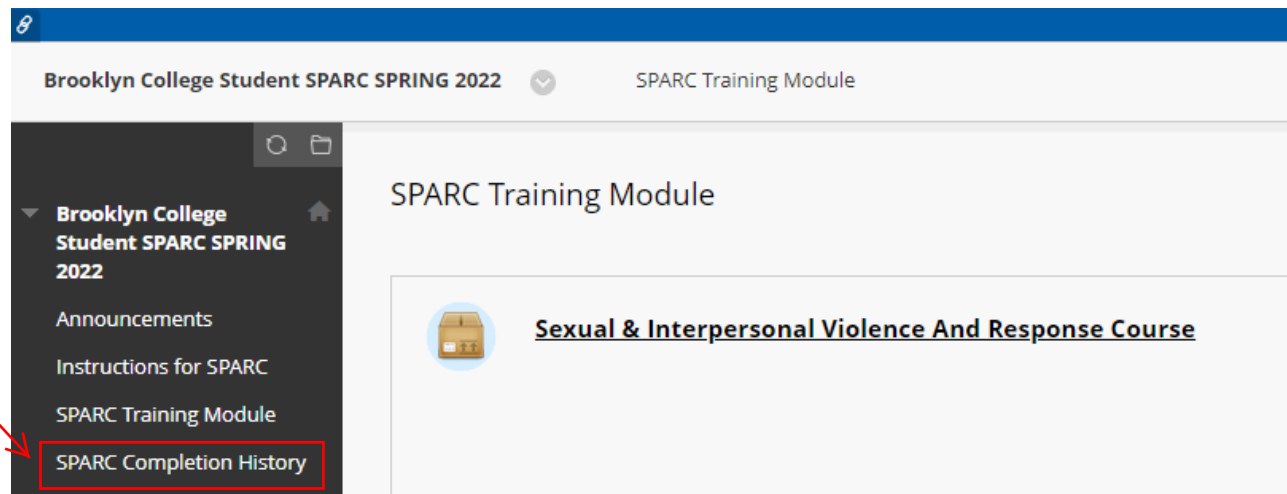 Brooklyn College Student SPARC SPRING 2022
SPARC Training Module
Brooklyn College
Student SPARC SPRING
2022
Announcements
Instructions for SPARC
SPARC Training Module
SPARC Completion History
SPARC Training Module
Sexual & Interpersonal Violence And Response Course